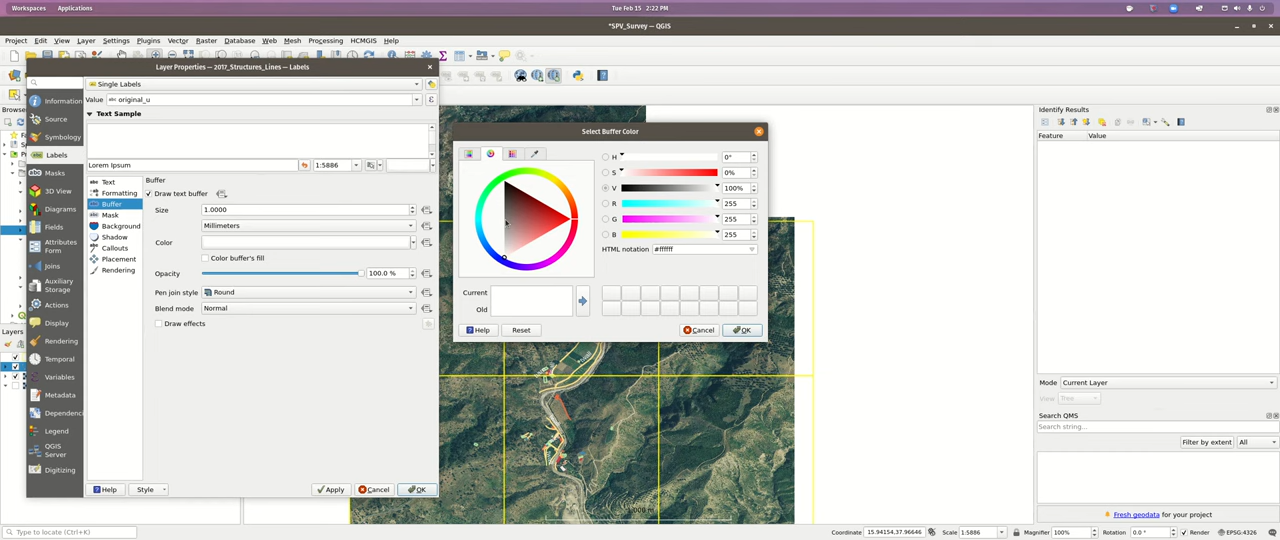 Workspaces Applications Tue Feb 15 2:22 PM
*SPV_Survey — QGIS
Project Edit View Layer Settings Plugins Vector Raster Database Web Mesh Processing HCMGIS Help
Layer Properties — 2017_Structures_Lines — Labels
Information
Source
Symbology
Labels
Masks
3D View
Diagrams
Fields
Attributes
Form
Joins
Auxiliary
Storage
Actions
Display
Rendering
Temporal
Variables
Metadata
Dependenci
Legend
QGIS
Server
Digitizing
Single Labels
Value abc original_u
Text Sample
Lorem Ipsum 1:5886
Text
Formatting
Buffer
Mask
Background
Shadow
Callouts
Placement
Rendering
Buffer
Draw text buffer
Size 1.0000
Millimeters
Color
Color buffer's fill
Opacity 100.0 %
Pen join style Round
Blend mode Normal
Draw effects
Help Style Apply Cancel OK
Select Buffer Color
H 0°
S 0%
V 100%
R 255
G 255
B 255
HTML notation #ffffff
Current
Old
Help Reset Cancel OK
Identify Results
Feature Value
Mode Current Layer
View Tree
Search QMS
Search string...
Filter by extent All
Fresh geodata for your project
Browse
Layers
Type to locate (Ctrl+K) Coordinate 15.94154,37.96646 Scale 1:5886 Magnifier 100% Rotation 0.0 ° Render EPSG:4326